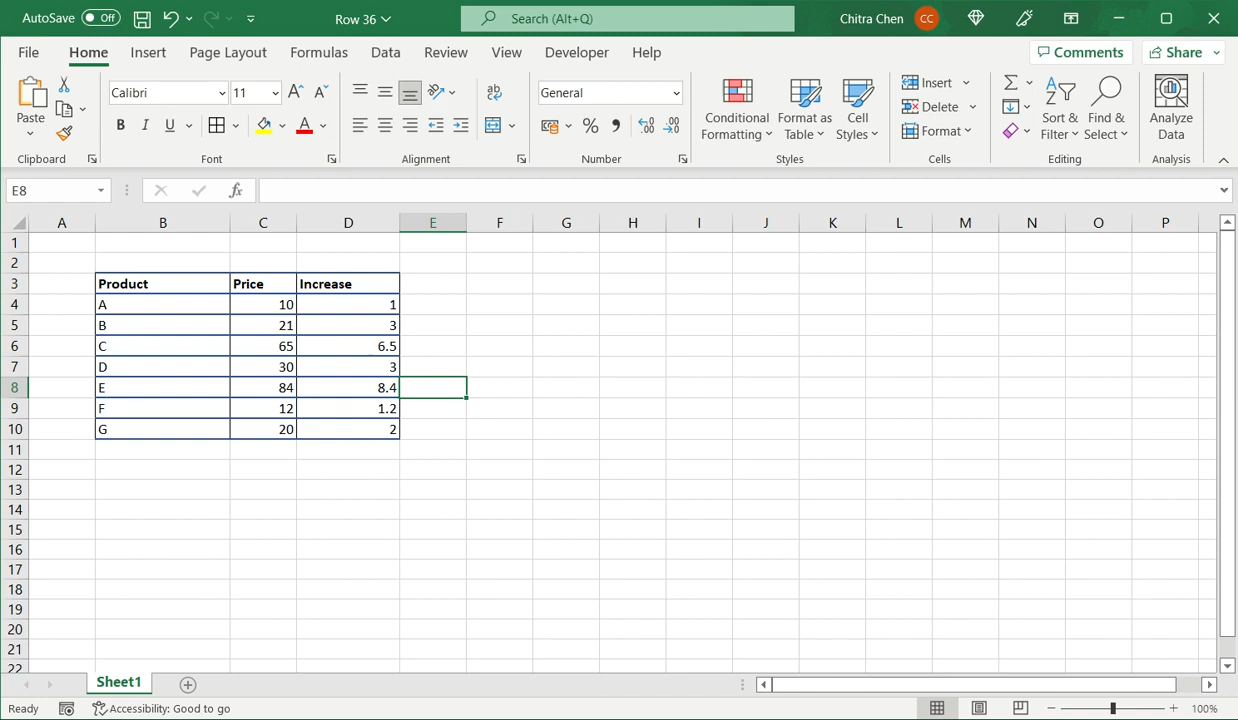 AutoSave Off Row 36 Search (Alt+Q) Chitra Chen CC
File Home Insert Page Layout Formulas Data Review View Developer Help Comments Share
Paste Calibri 11 A A General Conditional Formatting Format as Table Cell Styles Insert Delete Format Sort & Filter Find & Select Analyze Data
B I U A ab % 9 .00
Clipboard Font Alignment Number Styles Cells Editing Analysis
E8 fx
A B C D E F G H I J K L M N O P
1
2
3 Product Price Increase
4 A 10 1
5 B 21 3
6 C 65 6.5
7 D 30 3
8 E 84 8.4
9 F 12 1.2
10 G 20 2
11
12
13
14
15
16
17
18
19
20
21
22
Sheet1
Ready Accessibility: Good to go 100%